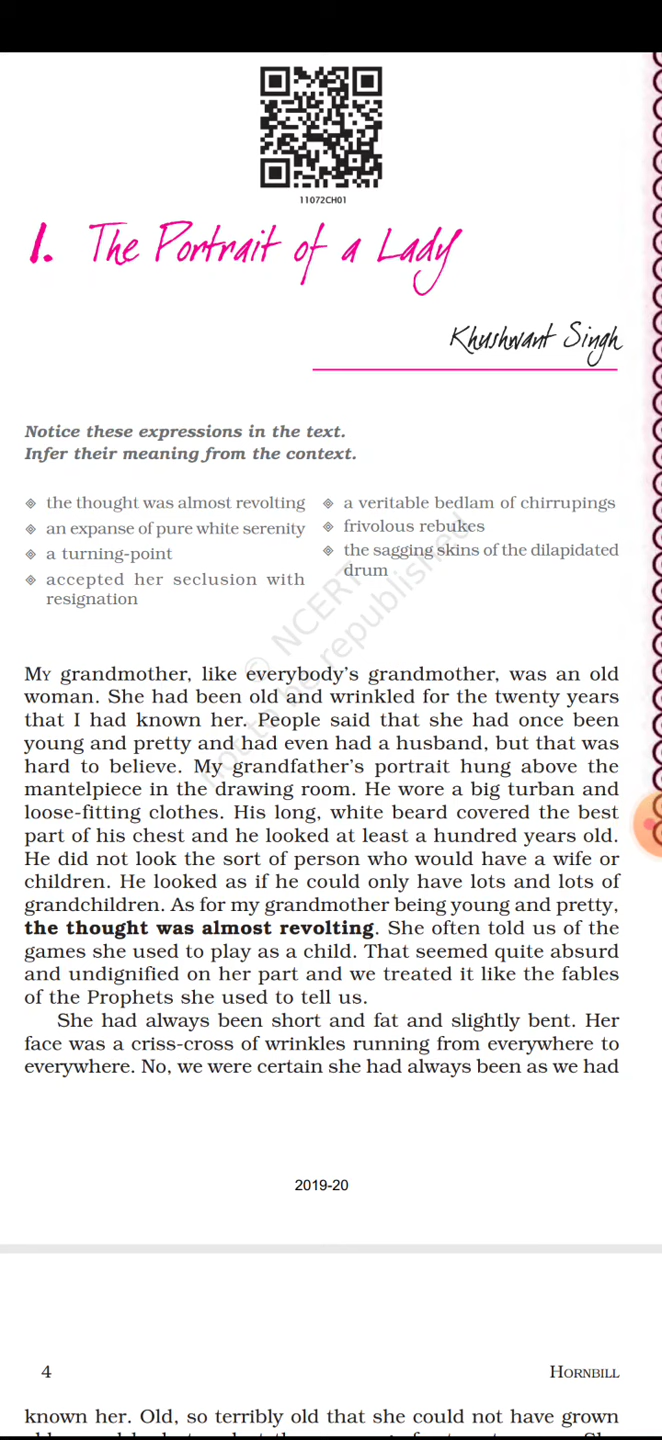 11072CH01
1. The Portrait of a Lady
Khushwant Singh
Notice these expressions in the text.
Infer their meaning from the context.
the thought was almost revolting
an expanse of pure white serenity
a turning-point
accepted her seclusion with
resignation
a veritable bedlam of chirrupings
frivolous rebukes
the sagging skins of the dilapidated
drum
© NCERT
not to be republished
MY grandmother, like everybody's grandmother, was an old
woman. She had been old and wrinkled for the twenty years
that I had known her. People said that she had once been
young and pretty and had even had a husband, but that was
hard to believe. My grandfather's portrait hung above the
mantelpiece in the drawing room. He wore a big turban and
loose-fitting clothes. His long, white beard covered the best
part of his chest and he looked at least a hundred years old.
He did not look the sort of person who would have a wife or
children. He looked as if he could only have lots and lots of
grandchildren. As for my grandmother being young and pretty,
the thought was almost revolting. She often told us of the
games she used to play as a child. That seemed quite absurd
and undignified on her part and we treated it like the fables
of the Prophets she used to tell us.
She had always been short and fat and slightly bent. Her
face was a criss-cross of wrinkles running from everywhere to
everywhere. No, we were certain she had always been as we had
2019-20
4
HORNBILL
known her. Old, so terribly old that she could not have grown